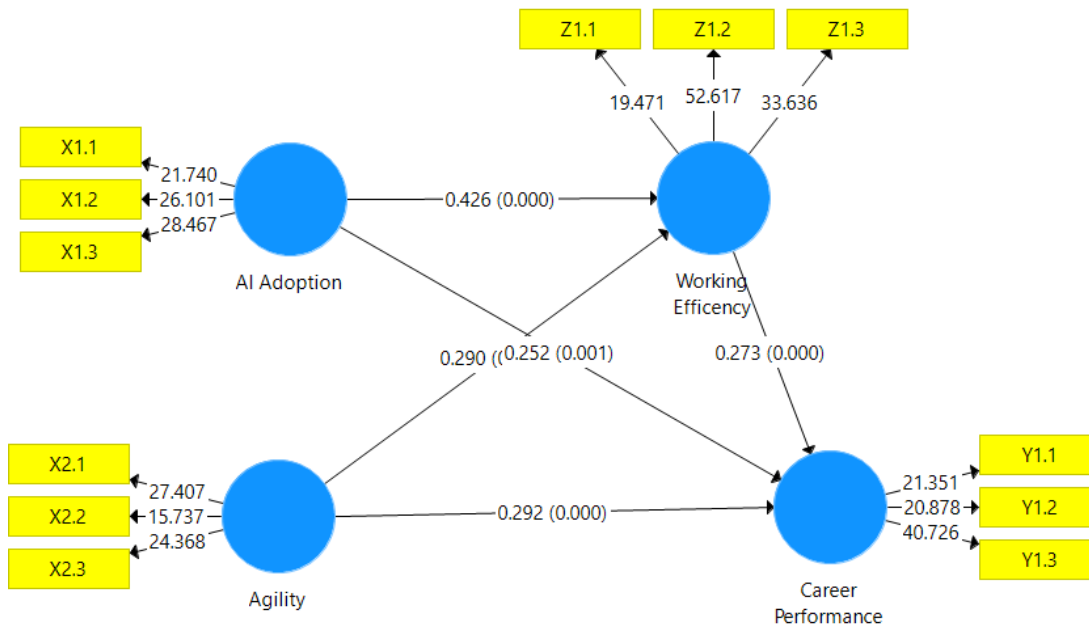 Z1.1
Z1.2
Z1.3
19.471
52.617
33.636
X1.1
X1.2
X1.3
21.740
26.101
28.467
AI Adoption
0.426 (0.000)
Working
Efficency
0.290
0.252 (0.001)
0.273 (0.000)
X2.1
X2.2
X2.3
27.407
15.737
24.368
Agility
0.292 (0.000)
Career
Performance
21.351
20.878
40.726
Y1.1
Y1.2
Y1.3